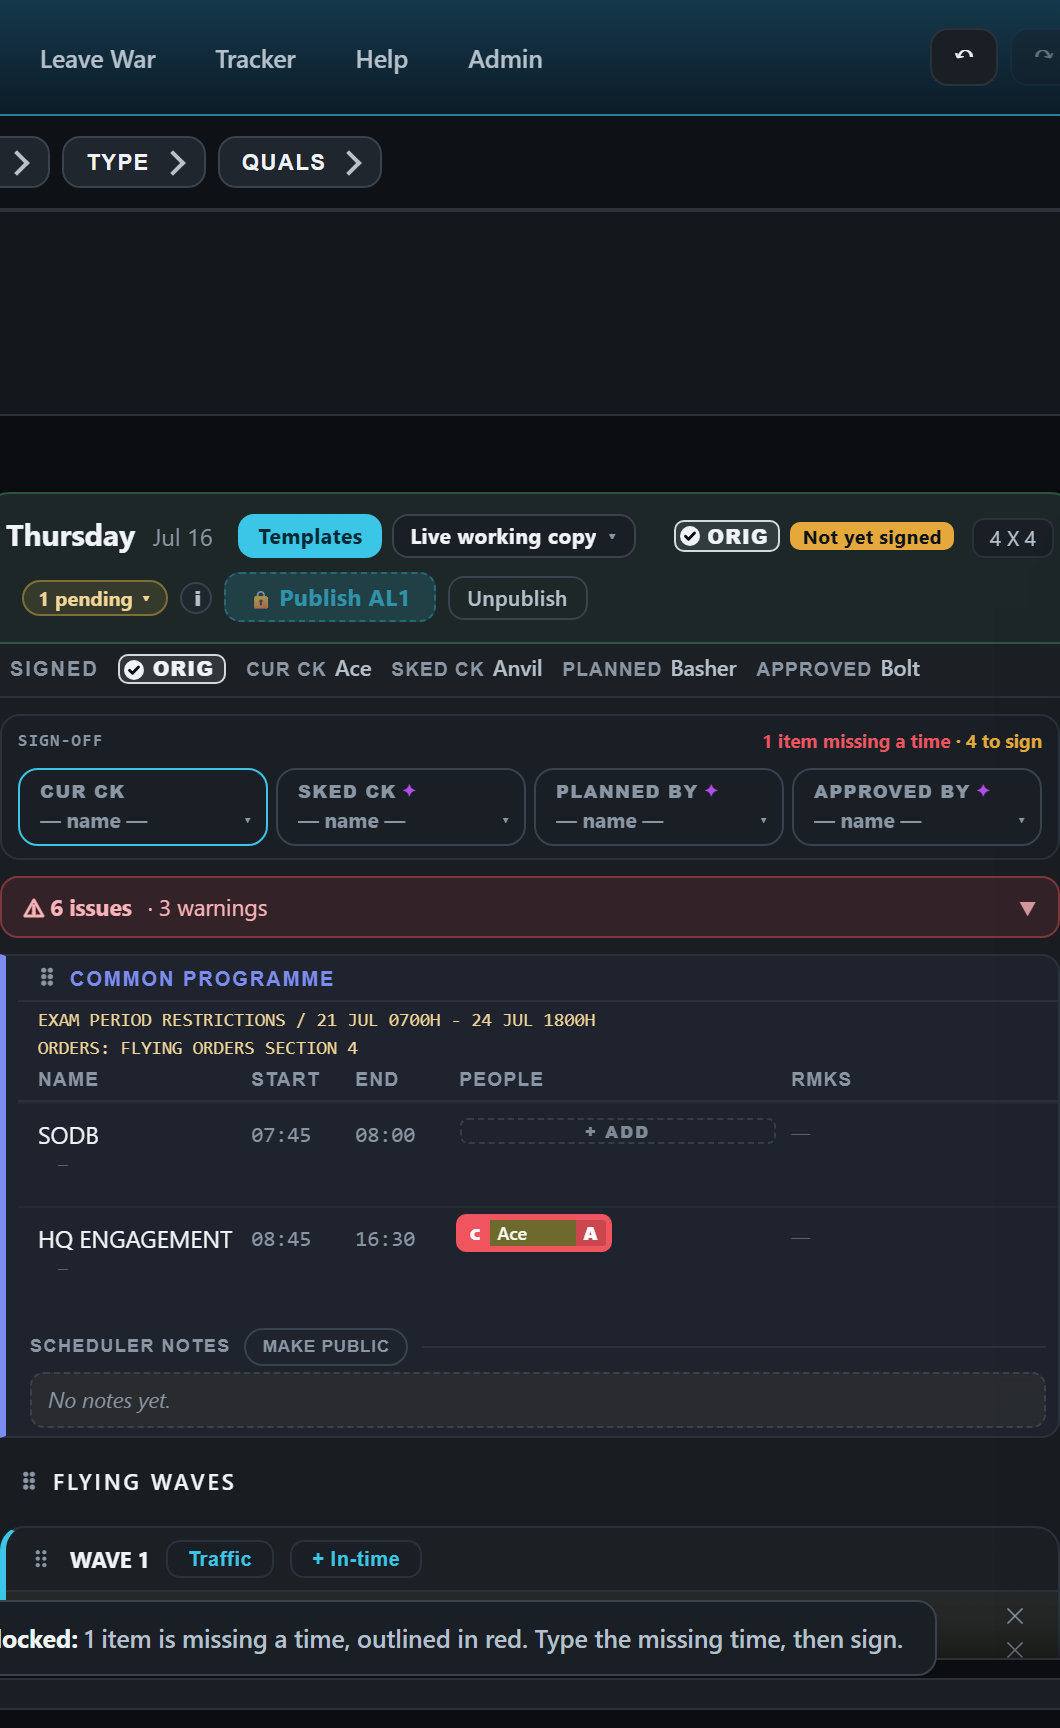 Leave War Tracker Help Admin
TYPE QUALS
Thursday Jul 16 Templates Live working copy ORIG Not yet signed 4 X 4
1 pending i Publish AL1 Unpublish
SIGNED ORIG CUR CK Ace SKED CK Anvil PLANNED Basher APPROVED Bolt
SIGN-OFF 1 item missing a time · 4 to sign
CUR CK SKED CK PLANNED BY APPROVED BY
— name — — name — — name — — name —
6 issues · 3 warnings
COMMON PROGRAMME
EXAM PERIOD RESTRICTIONS / 21 JUL 0700H - 24 JUL 1800H
ORDERS: FLYING ORDERS SECTION 4
NAME START END PEOPLE RMKS
SODB 07:45 08:00 + ADD —
–
HQ ENGAGEMENT 08:45 16:30 C Ace A —
–
SCHEDULER NOTES MAKE PUBLIC
No notes yet.
FLYING WAVES
WAVE 1 Traffic + In-time
locked: 1 item is missing a time, outlined in red. Type the missing time, then sign.